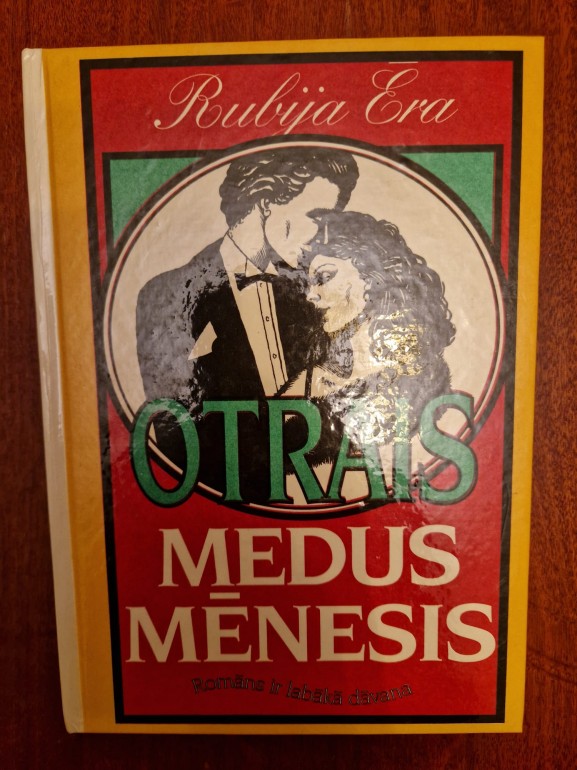 Rubija Ēra
OTRAIS
MEDUS
MĒNESIS
Romāns ir labākā dāvana